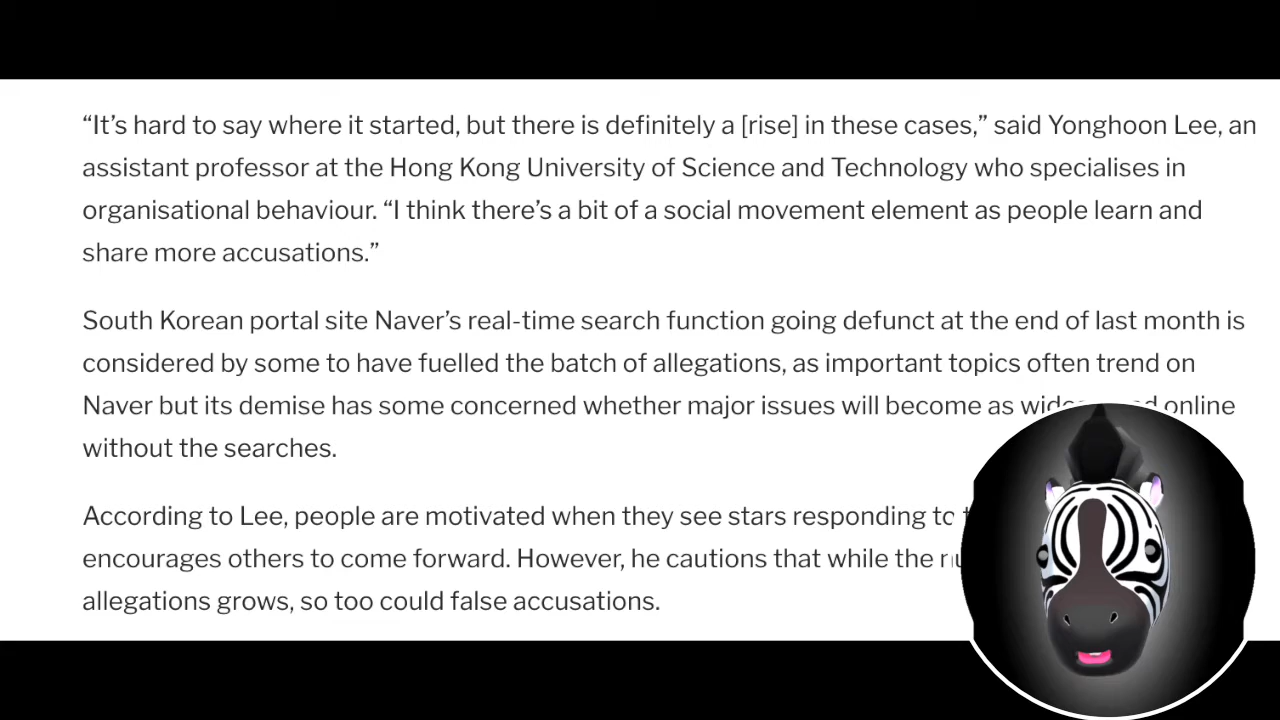 “It’s hard to say where it started, but there is definitely a [rise] in these cases,” said Yonghoon Lee, an
assistant professor at the Hong Kong University of Science and Technology who specialises in
organisational behaviour. “I think there’s a bit of a social movement element as people learn and
share more accusations.”
South Korean portal site Naver’s real-time search function going defunct at the end of last month is
considered by some to have fuelled the batch of allegations, as important topics often trend on
Naver but its demise has some concerned whether major issues will become as online
without the searches.
According to Lee, people are motivated when they see stars responding to
encourages others to come forward. However, he cautions that while the
allegations grows, so too could false accusations.